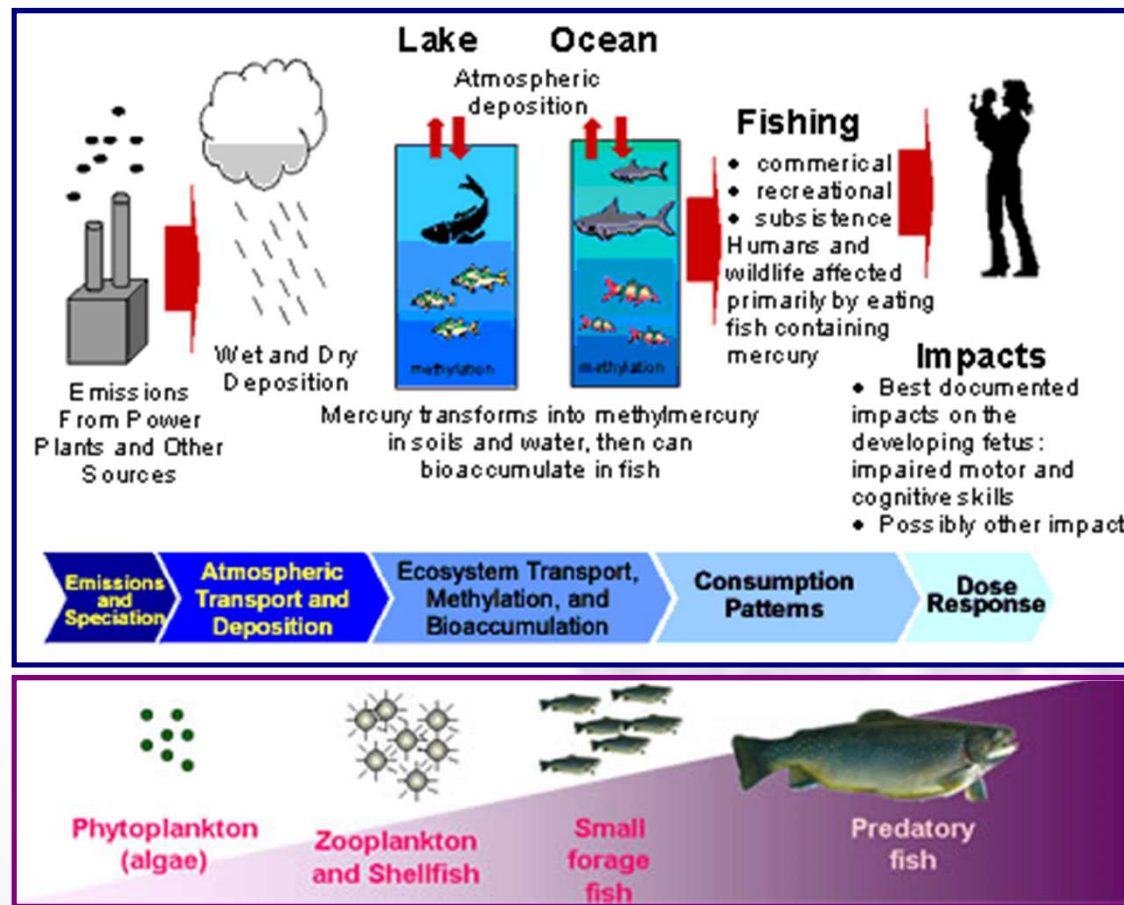 Lake
Ocean
Atmospheric
deposition
Fishing
• commerical
• recreational
• subsistence
Humans and
wildlife affected
primarily by eating
fish containing
mercury
Emissions
From Power
Plants and Other
Sources
Wet and Dry
Deposition
methylation
methylation
Mercury transforms into methylmercury
in soils and water, then can
bioaccumulate in fish
Impacts
• Best documented
impacts on the
developing fetus:
impaired motor and
cognitive skills
• Possibly other impact
Emissions
and
Speciation
Atmospheric
Transport and
Deposition
Ecosystem Transport,
Methylation, and
Bioaccumulation
Consumption
Patterns
Dose
Response
Phytoplankton
(algae)
Zooplankton
and Shellfish
Small
forage
fish
Predatory
fish